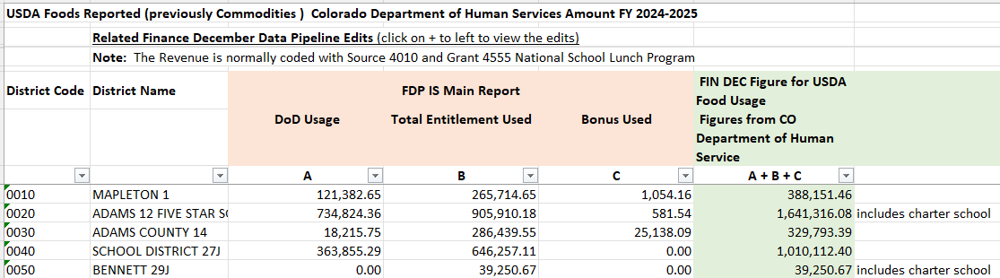 USDA Foods Reported (previously Commodities ) Colorado Department of Human Services Amount FY 2024-2025
Related Finance December Data Pipeline Edits (click on + to left to view the edits)
Note: The Revenue is normally coded with Source 4010 and Grant 4555 National School Lunch Program
District Code District Name FDP IS Main Report FIN DEC Figure for USDA
Food Usage
DoD Usage Total Entitlement Used Bonus Used Figures from CO
Department of Human
Service
A B C A + B + C
0010 MAPLETON 1 121,382.65 265,714.65 1,054.16 388,151.46
0020 ADAMS 12 FIVE STAR S 734,824.36 905,910.18 581.54 1,641,316.08 includes charter school
0030 ADAMS COUNTY 14 18,215.75 286,439.55 25,138.09 329,793.39
0040 SCHOOL DISTRICT 27J 363,855.29 646,257.11 0.00 1,010,112.40
0050 BENNETT 29J 0.00 39,250.67 0.00 39,250.67 includes charter school